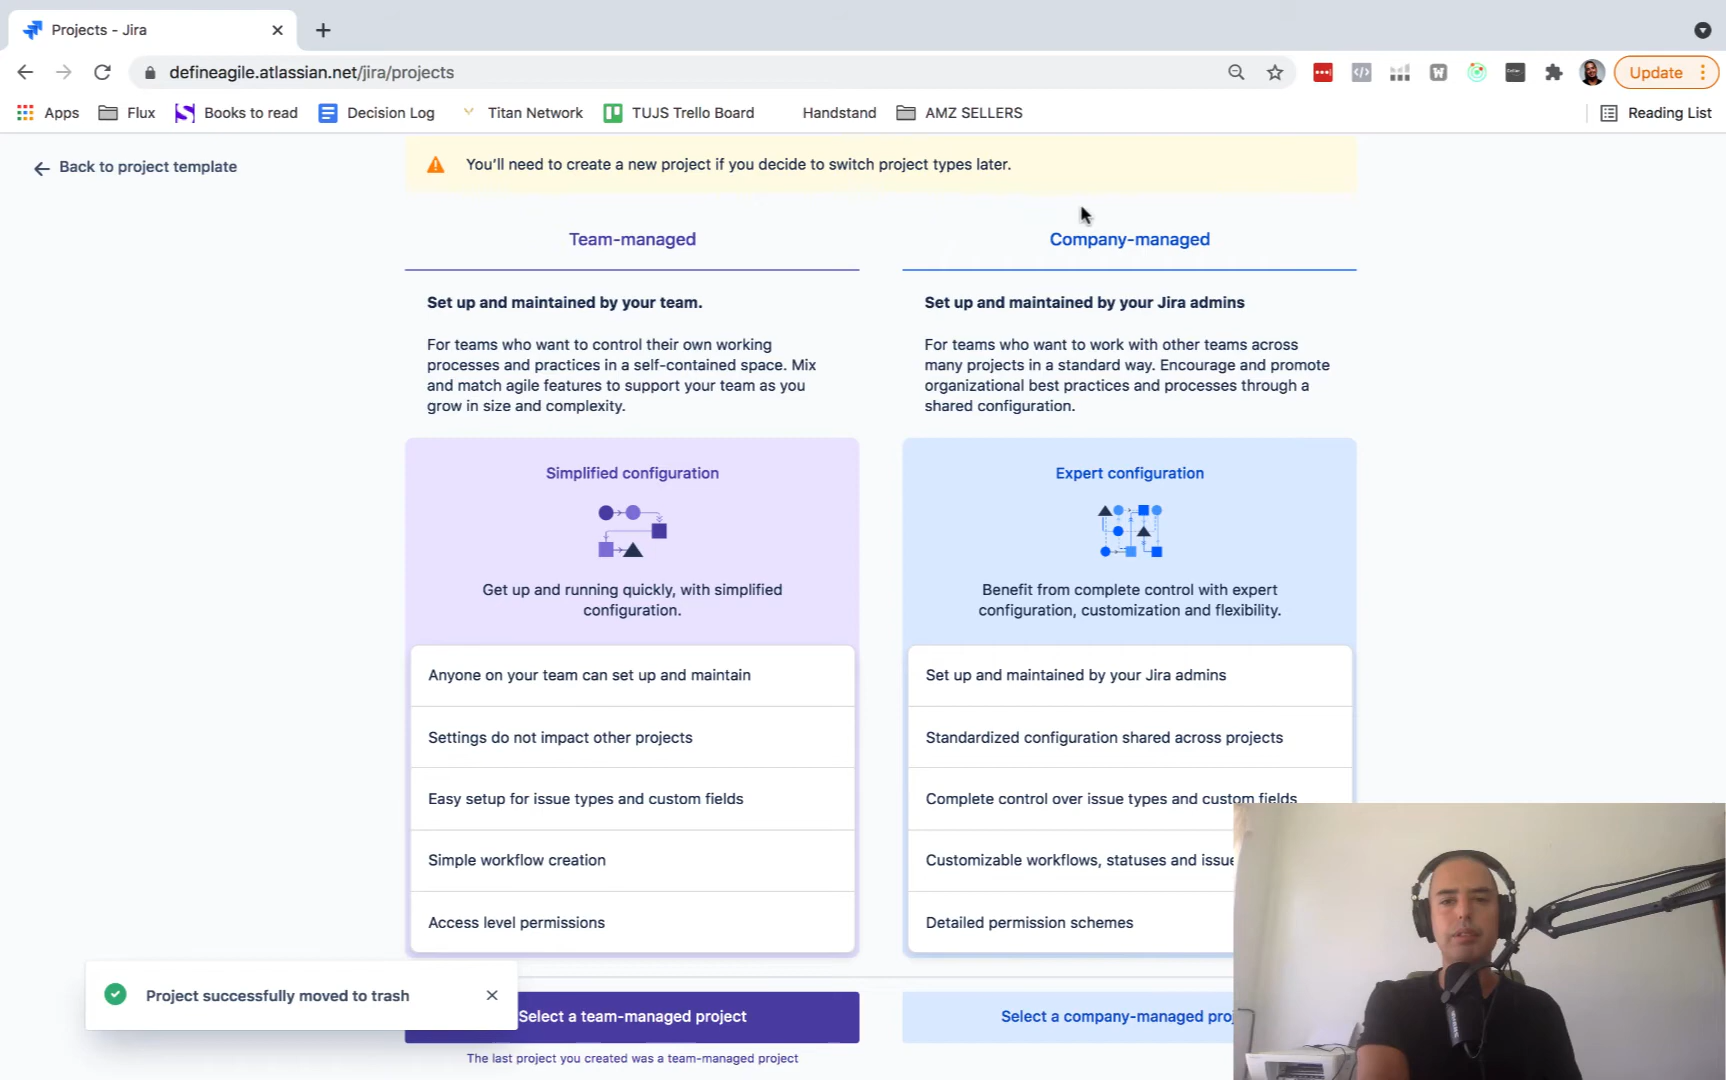 Projects - Jira
defineagile.atlassian.net/jira/projects
Update
Apps
Flux
Books to read
Decision Log
Titan Network
TUJS Trello Board
Handstand
AMZ SELLERS
Reading List
Back to project template
You'll need to create a new project if you decide to switch project types later.
Team-managed
Set up and maintained by your team.
For teams who want to control their own working
processes and practices in a self-contained space. Mix
and match agile features to support your team as you
grow in size and complexity.
Simplified configuration
Get up and running quickly, with simplified
configuration.
Anyone on your team can set up and maintain
Settings do not impact other projects
Easy setup for issue types and custom fields
Simple workflow creation
Access level permissions
Select a team-managed project
The last project you created was a team-managed project
Company-managed
Set up and maintained by your Jira admins
For teams who want to work with other teams across
many projects in a standard way. Encourage and promote
organizational best practices and processes through a
shared configuration.
Expert configuration
Benefit from complete control with expert
configuration, customization and flexibility.
Set up and maintained by your Jira admins
Standardized configuration shared across projects
Complete control over issue types and custom fields
Customizable workflows, statuses and issue
Detailed permission schemes
Select a company-managed
Project successfully moved to trash